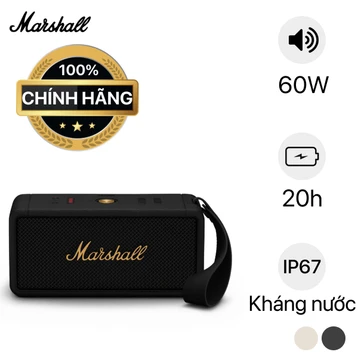 Marshall
100%
CHÍNH HÃNG
60W
20h
IP67
Kháng nước
Marshall